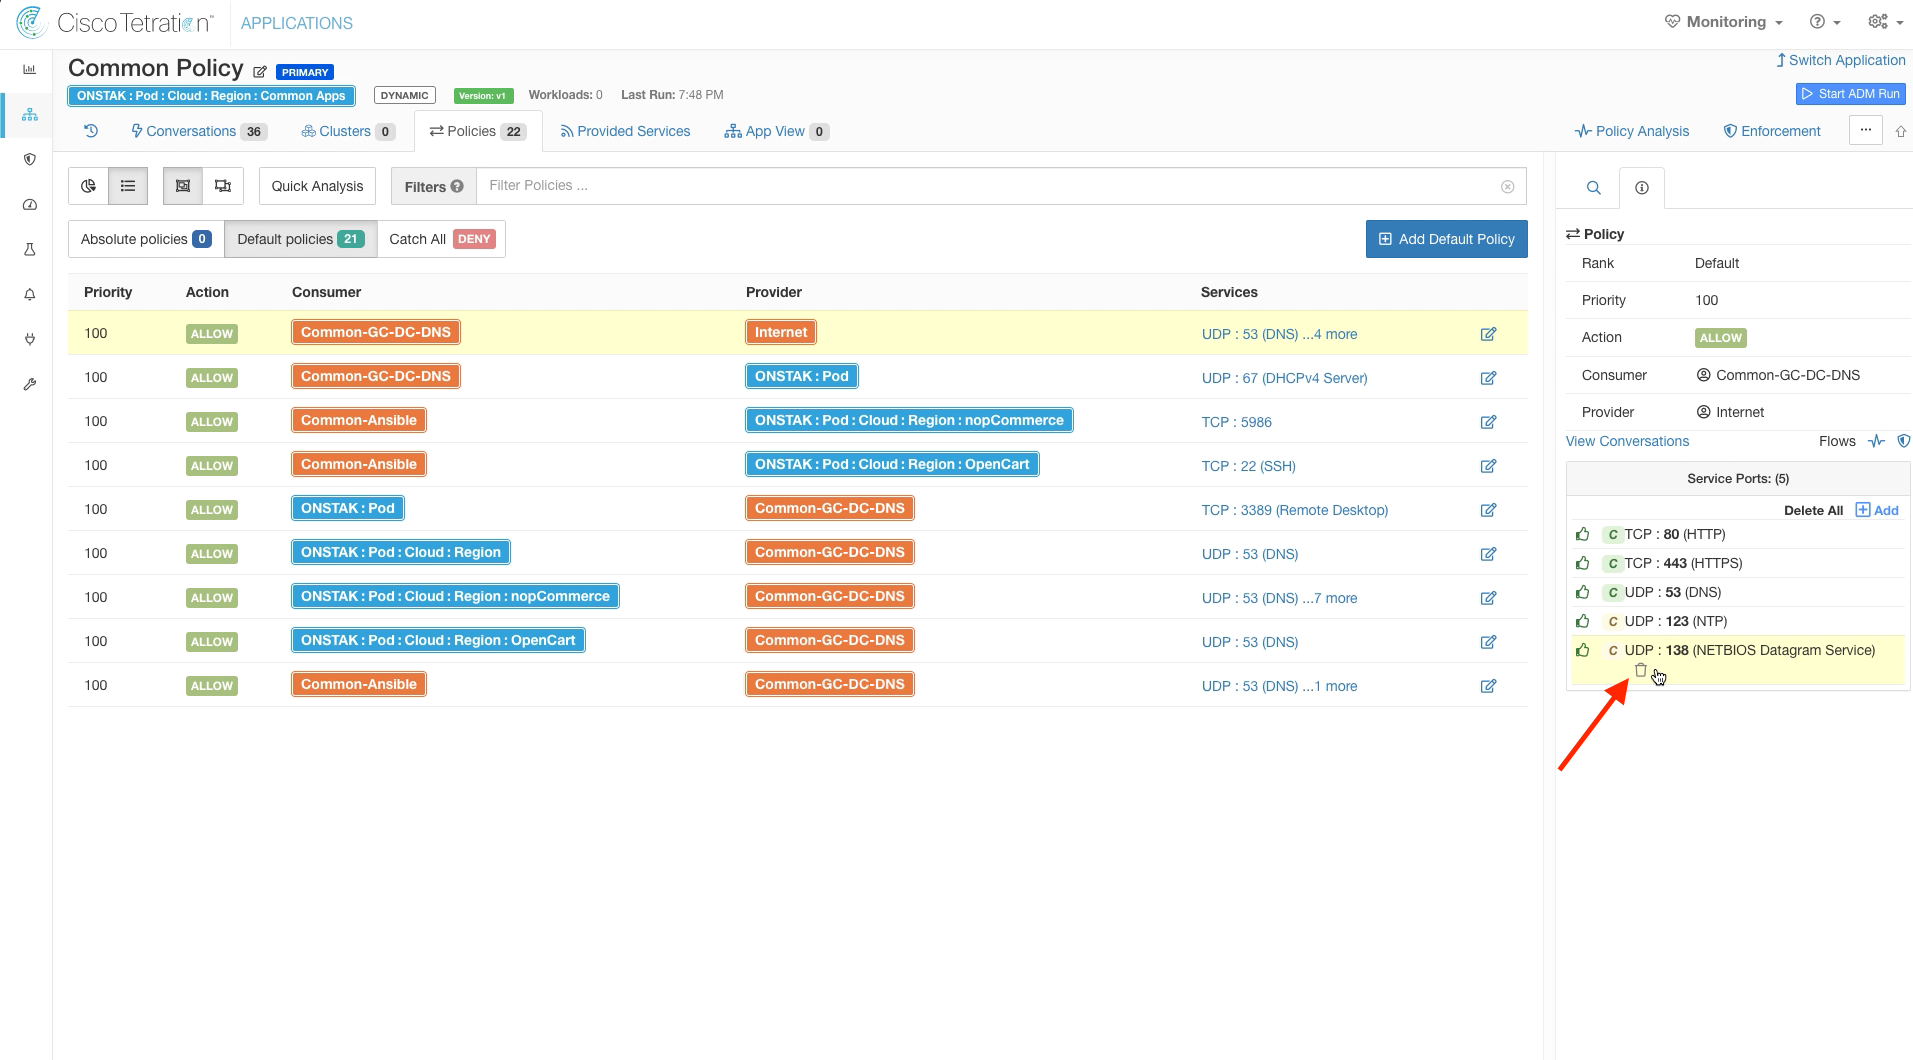 Cisco Tetration™ APPLICATIONS Monitoring
Common Policy PRIMARY Switch Application
ONSTAK : Pod : Cloud : Region : Common Apps DYNAMIC Version: v1 Workloads: 0 Last Run: 7:48 PM Start ADM Run
Conversations 36 Clusters 0 Policies 22 Provided Services App View 0 Policy Analysis Enforcement ...
Quick Analysis Filters Filter Policies ...
Absolute policies 0 Default policies 21 Catch All DENY Add Default Policy
Priority Action Consumer Provider Services
100 ALLOW Common-GC-DC-DNS Internet UDP : 53 (DNS) ...4 more
100 ALLOW Common-GC-DC-DNS ONSTAK : Pod UDP : 67 (DHCPv4 Server)
100 ALLOW Common-Ansible ONSTAK : Pod : Cloud : Region : nopCommerce TCP : 5986
100 ALLOW Common-Ansible ONSTAK : Pod : Cloud : Region : OpenCart TCP : 22 (SSH)
100 ALLOW ONSTAK : Pod Common-GC-DC-DNS TCP : 3389 (Remote Desktop)
100 ALLOW ONSTAK : Pod : Cloud : Region Common-GC-DC-DNS UDP : 53 (DNS)
100 ALLOW ONSTAK : Pod : Cloud : Region : nopCommerce Common-GC-DC-DNS UDP : 53 (DNS) ...7 more
100 ALLOW ONSTAK : Pod : Cloud : Region : OpenCart Common-GC-DC-DNS UDP : 53 (DNS)
100 ALLOW Common-Ansible Common-GC-DC-DNS UDP : 53 (DNS) ...1 more
Policy
Rank Default
Priority 100
Action ALLOW
Consumer Common-GC-DC-DNS
Provider Internet
View Conversations Flows
Service Ports: (5)
Delete All Add
C TCP : 80 (HTTP)
C TCP : 443 (HTTPS)
C UDP : 53 (DNS)
C UDP : 123 (NTP)
C UDP : 138 (NETBIOS Datagram Service)